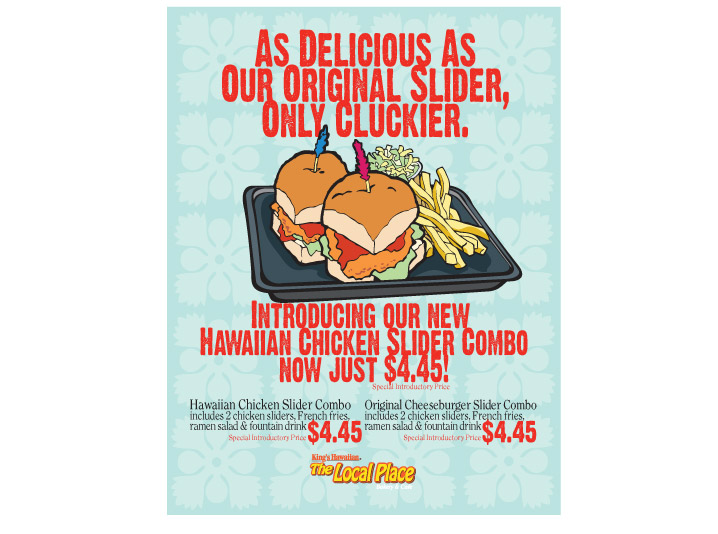 As Delicious As
Our Original Slider,
Only Cluckier.
Introducing our new
Hawaiian Chicken Slider Combo
now just $4.45!
Special Introductory Price
Hawaiian Chicken Slider Combo
includes 2 chicken sliders, French fries,
ramen salad & fountain drink $4.45
Special Introductory Price
Original Cheeseburger Slider Combo
includes 2 chicken sliders, French fries,
ramen salad & fountain drink $4.45
Special Introductory Price
King's Hawaiian.
The Local Place